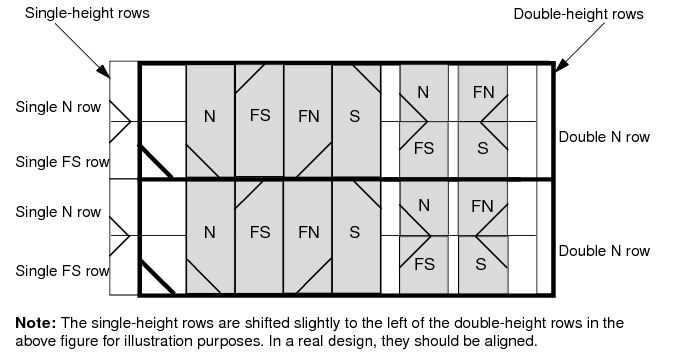 Single-height rows
Double-height rows
N FN
Single N row
N FS FN S
Double N row
FS S
Single FS row
N FN
Single N row
N FS FN S
Double N row
FS S
Single FS row
Note: The single-height rows are shifted slightly to the left of the double-height rows in the
above figure for illustration purposes. In a real design, they should be aligned.